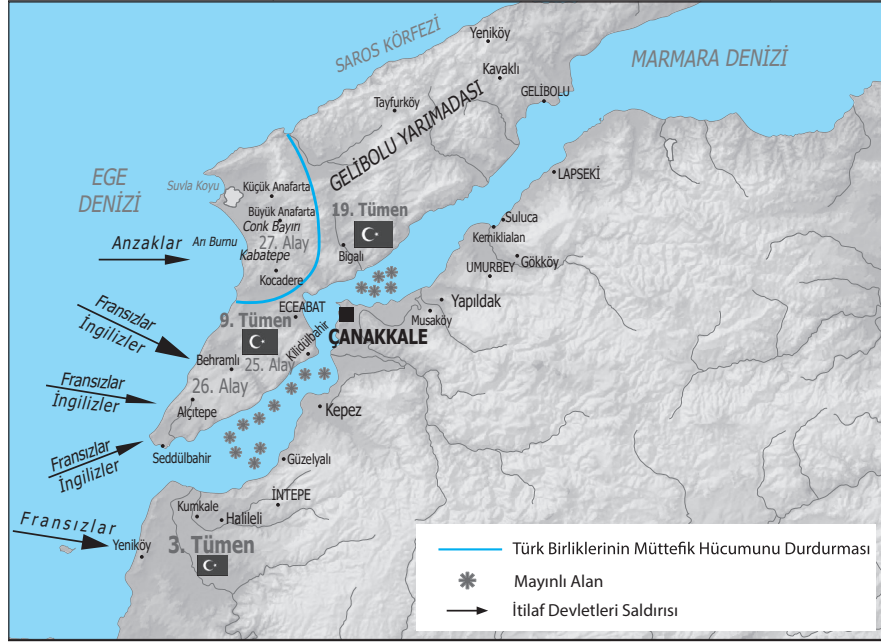 SAROS KÖRFEZİ
Yeniköy
MARMARA DENİZİ
Kavaklı
GELİBOLU
Tayfurköy
GELİBOLU YARIMADASI
EGE
DENİZİ
Suvla Koyu
Küçük Anafarta
LAPSEKİ
Büyük Anafarta
Conk Bayırı
19. Tümen
Suluca
Kemiklialan
Anzaklar
Arı Burnu
27. Alay
Kabatepe
Bigalı
Gökköy
UMURBEY
Kocadere
Yapıldak
Fransızlar
İngilizler
ECEABAT
9. Tümen
Musaköy
ÇANAKKALE
Kilidülbahir
Behramlı
25. Alay
Fransızlar
İngilizler
26. Alay
Alçıtepe
Kepez
Fransızlar
İngilizler
Seddülbahir
Güzelyalı
İNTEPE
Kumkale
Halileli
Fransızlar
Yeniköy
3. Tümen
Türk Birliklerinin Müttefik Hücumunu Durdurması
Mayınlı Alan
İtilaf Devletleri Saldırısı